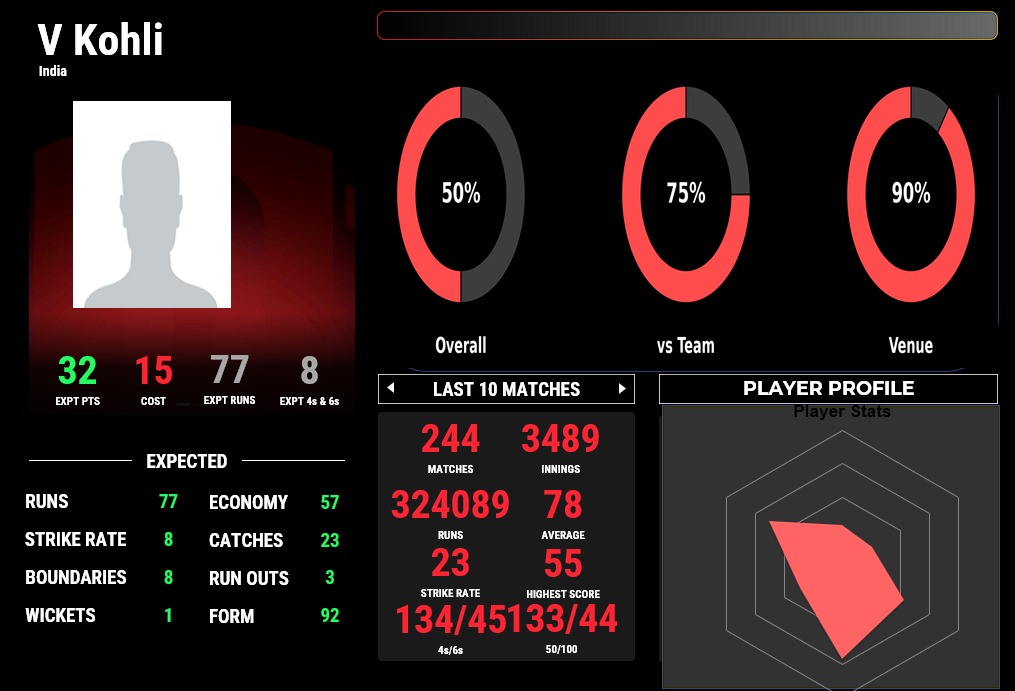 V Kohli
India
50%
75%
90%
Overall
vs Team
Venue
32
15
77
8
EXPT PTS
COST
EXPT RUNS
EXPT 4s & 6s
EXPECTED
RUNS 77
ECONOMY 57
STRIKE RATE 8
CATCHES 23
BOUNDARIES 8
RUN OUTS 3
WICKETS 1
FORM 92
LAST 10 MATCHES
244 3489
MATCHES INNINGS
324089 78
RUNS AVERAGE
23 55
STRIKE RATE HIGHEST SCORE
134/45 133/44
4s/6s 50/100
PLAYER PROFILE
Player Stats